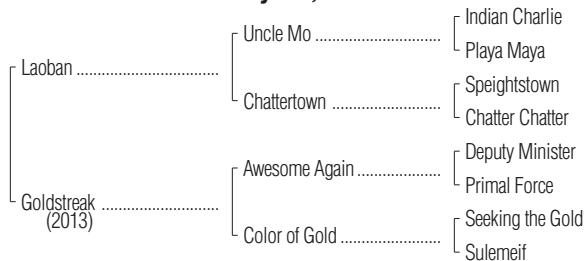 Indian Charlie
Uncle Mo
Playa Maya
Laoban
Speightstown
Chattertown
Chatter Chatter
Deputy Minister
Awesome Again
Primal Force
Goldstreak
(2013)
Seeking the Gold
Color of Gold
Sulemeif